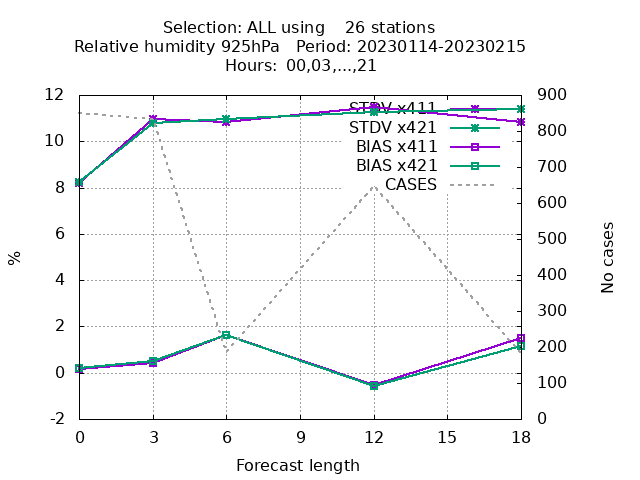 Selection: ALL using 26 stations
Relative humidity 925hPa Period: 20230114-20230215
Hours: 00,03,...,21
12
10
8
6
4
2
0
-2
%
900
800
700
600
500
400
300
200
100
0
No cases
STDV x411
STDV x421
BIAS x411
BIAS x421
CASES
0 3 6 9 12 15 18
Forecast length